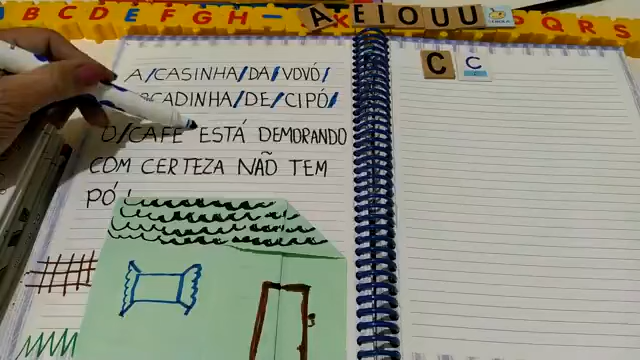 B C D E F G H
A E I O U U
Q R S
C C
A/CASINHA/DA/VOVÓ/
CADINHA/DE/CIPÓ/
O/CAFÉ ESTÁ DEMORANDO
COM CERTEZA NÃO TEM
PÓ!